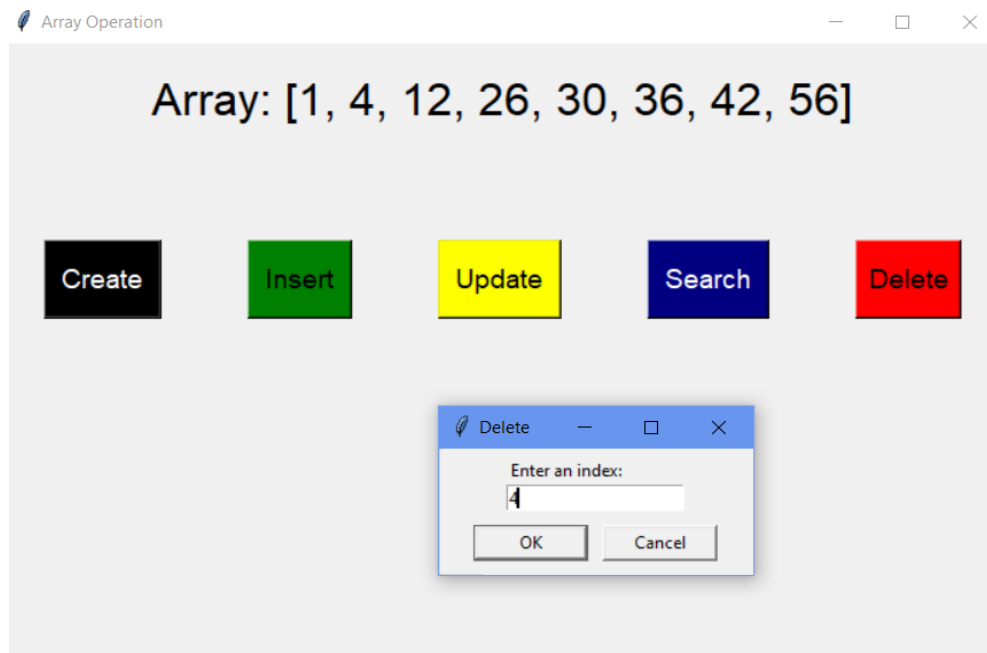 Array Operation
Array: [1, 4, 12, 26, 30, 36, 42, 56]
Create Insert Update Search Delete
Delete
Enter an index:
4
OK Cancel